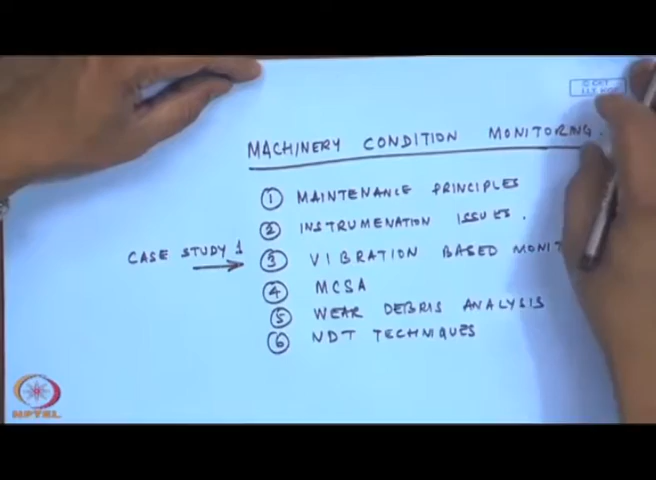 MACHINERY CONDITION MONITORING.
① MAINTENANCE PRINCIPLES
② INSTRUMENATION ISSUES.
CASE STUDY 1 → ③ VIBRATION BASED MONIT
④ MCSA
⑤ WEAR DEBRIS ANALYSIS
⑥ NDT TECHNIQUES
NPTEL